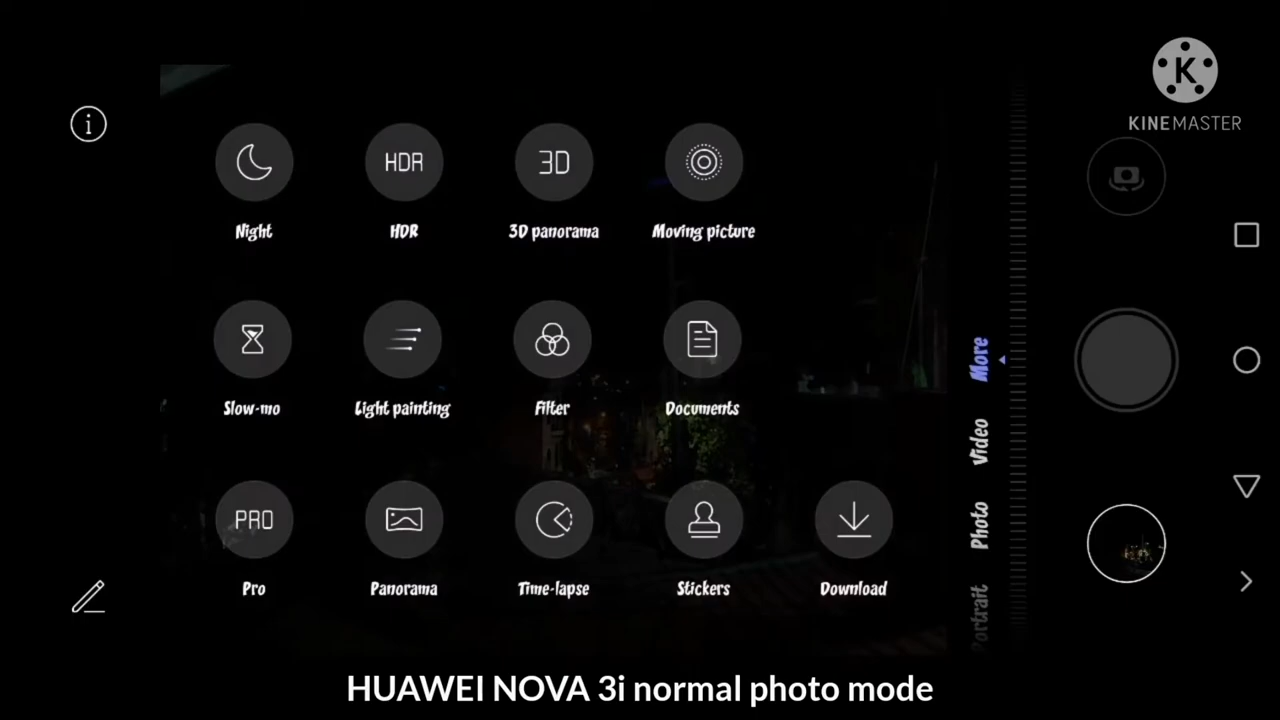 KINEMASTER
HDR
3D
Night
HDR
3D panorama
Moving picture
Slow-mo
Light painting
Filter
Documents
PRO
Pro
Panorama
Time-lapse
Stickers
Download
More
Video
Photo
Portrait
HUAWEI NOVA 3i normal photo mode